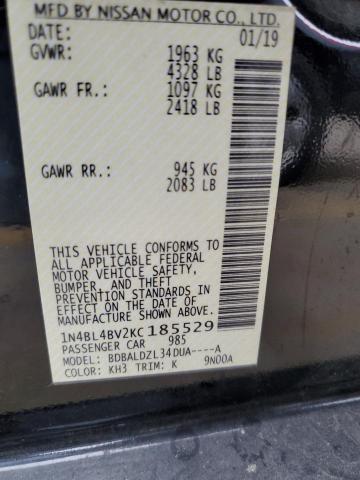 MFD BY NISSAN MOTOR CO., LTD.
DATE: 01/19
GVWR: 1963 KG
4328 LB
GAWR FR.: 1097 KG
2418 LB
GAWR RR.: 945 KG
2083 LB
THIS VEHICLE CONFORMS TO
ALL APPLICABLE FEDERAL
MOTOR VEHICLE SAFETY,
BUMPER, AND THEFT
PREVENTION STANDARDS
IN EFFECT ON THE DATE OF
MANUFACTURE SHOWN ABOVE.
1N4BL4BV2KC185529
PASSENGER CAR 985
MODEL: BDBALDZL34DUA----A
COLOR: KH3 TRIM: K 9N00A